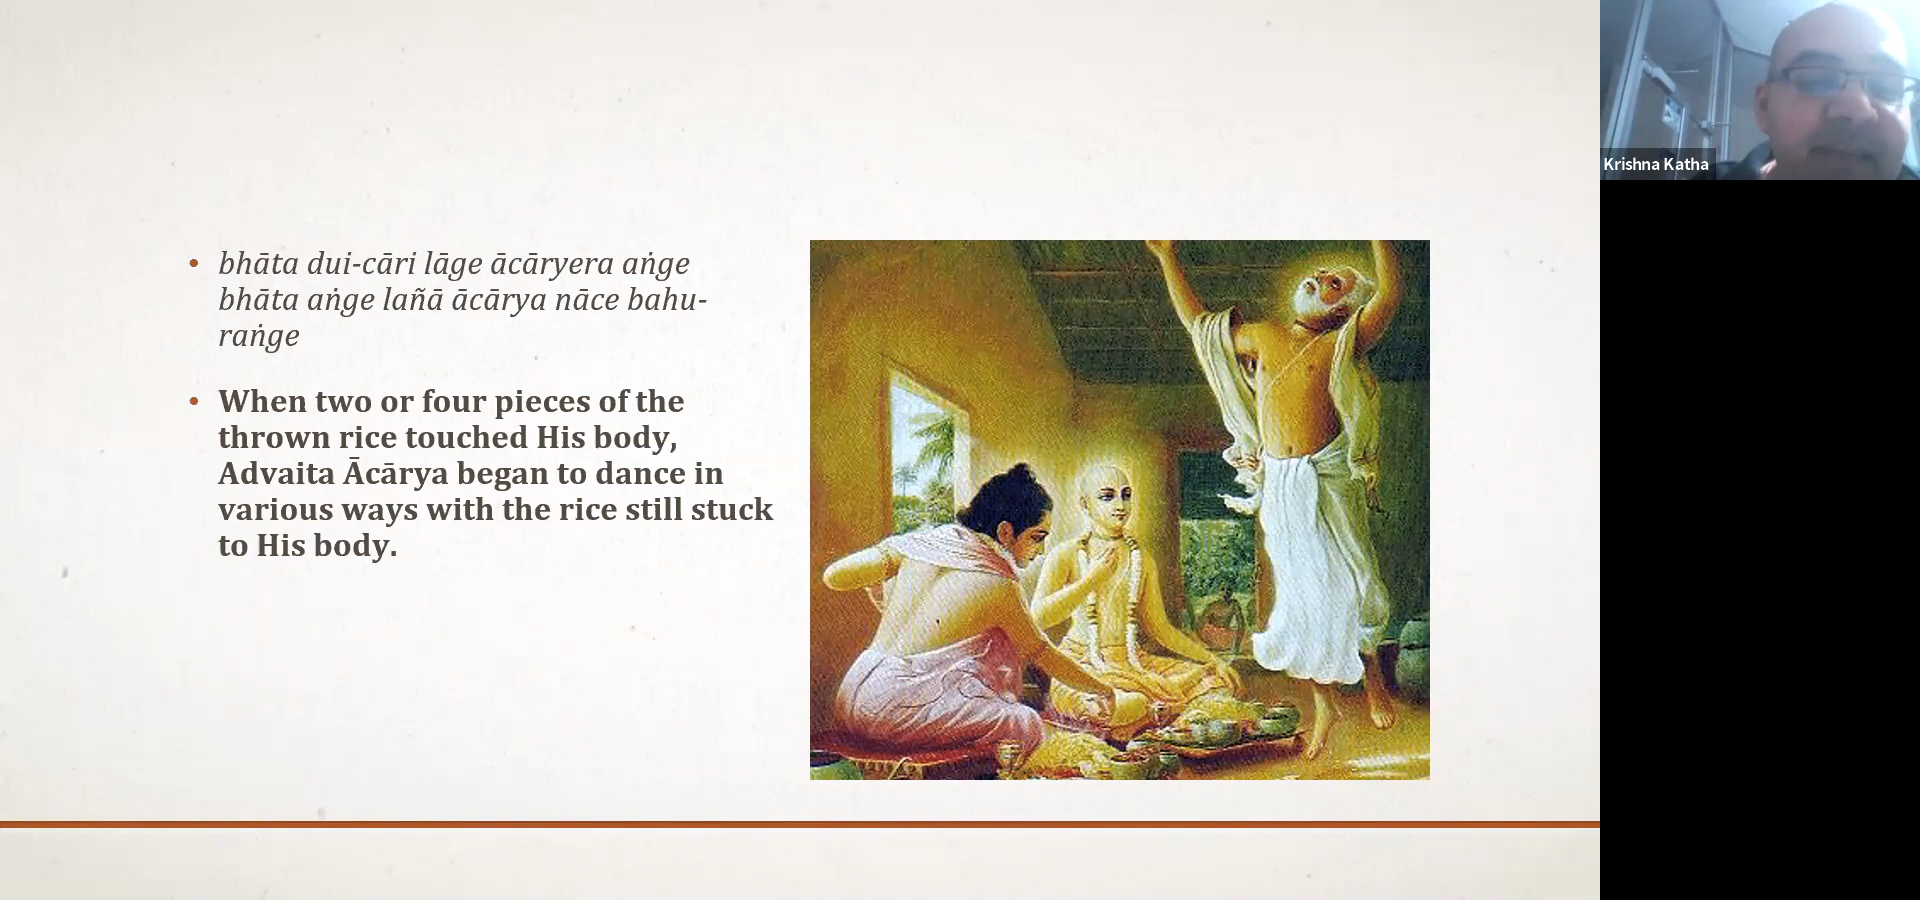 bhāta dui-cāri lāge ācāryera aṅge
bhāta aṅge lañā ācārya nāce bahu-
raṅge
When two or four pieces of the
thrown rice touched His body,
Advaita Ācārya began to dance in
various ways with the rice still stuck
to His body.
Krishna Katha